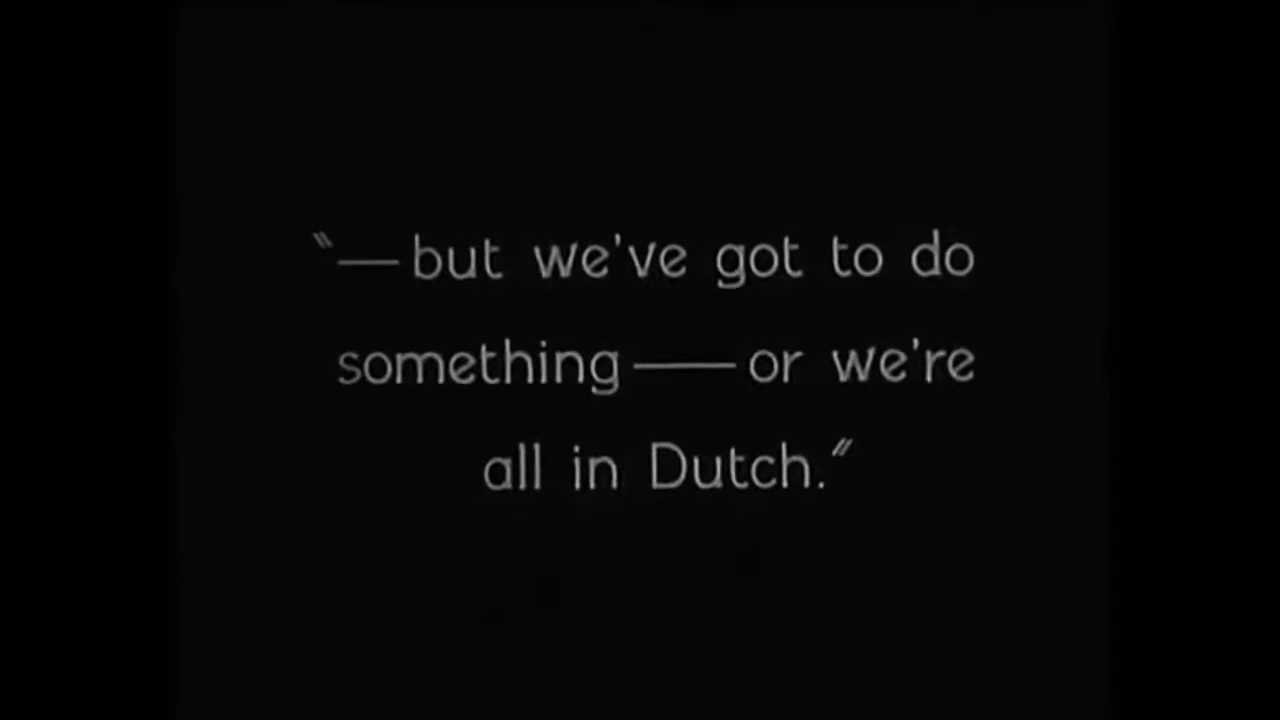 "—but we've got to do
something——or we're
all in Dutch."